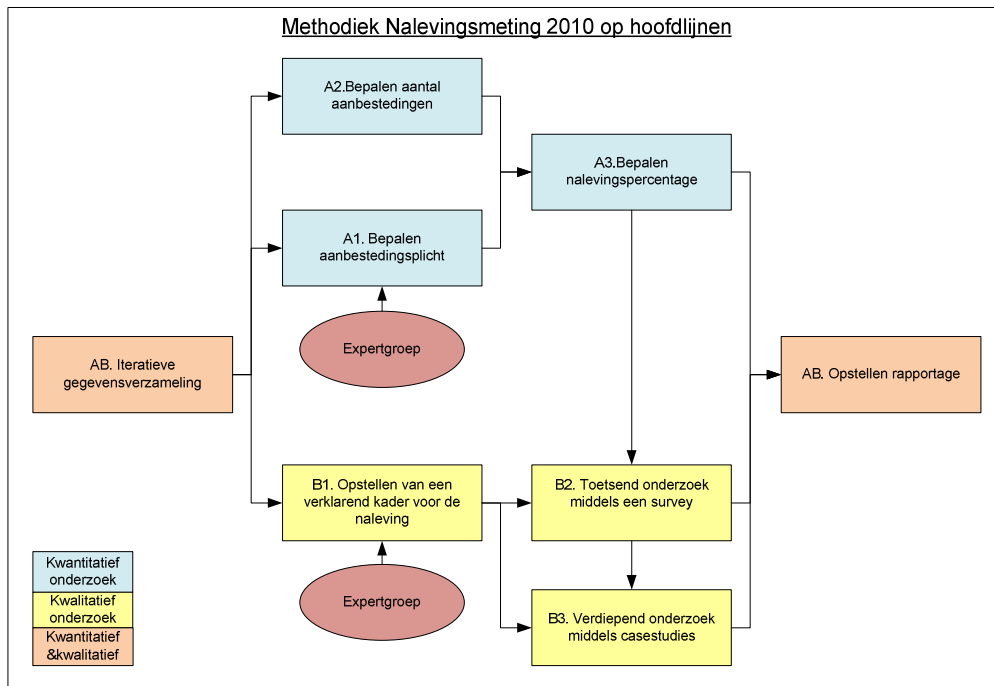 Methodiek Nalevingsmeting 2010 op hoofdlijnen
A2.Bepalen aantal
aanbestedingen
A3.Bepalen
nalevingspercentage
A1. Bepalen
aanbestedingsplicht
Expertgroep
AB. Iteratieve
gegevensverzameling
AB. Opstellen rapportage
B1. Opstellen van een
verklarend kader voor de
naleving
B2. Toetsend onderzoek
middels een survey
Expertgroep
B3. Verdiepend onderzoek
middels casestudies
Kwantitatief
onderzoek
Kwalitatief
onderzoek
Kwantitatief
&kwalitatief